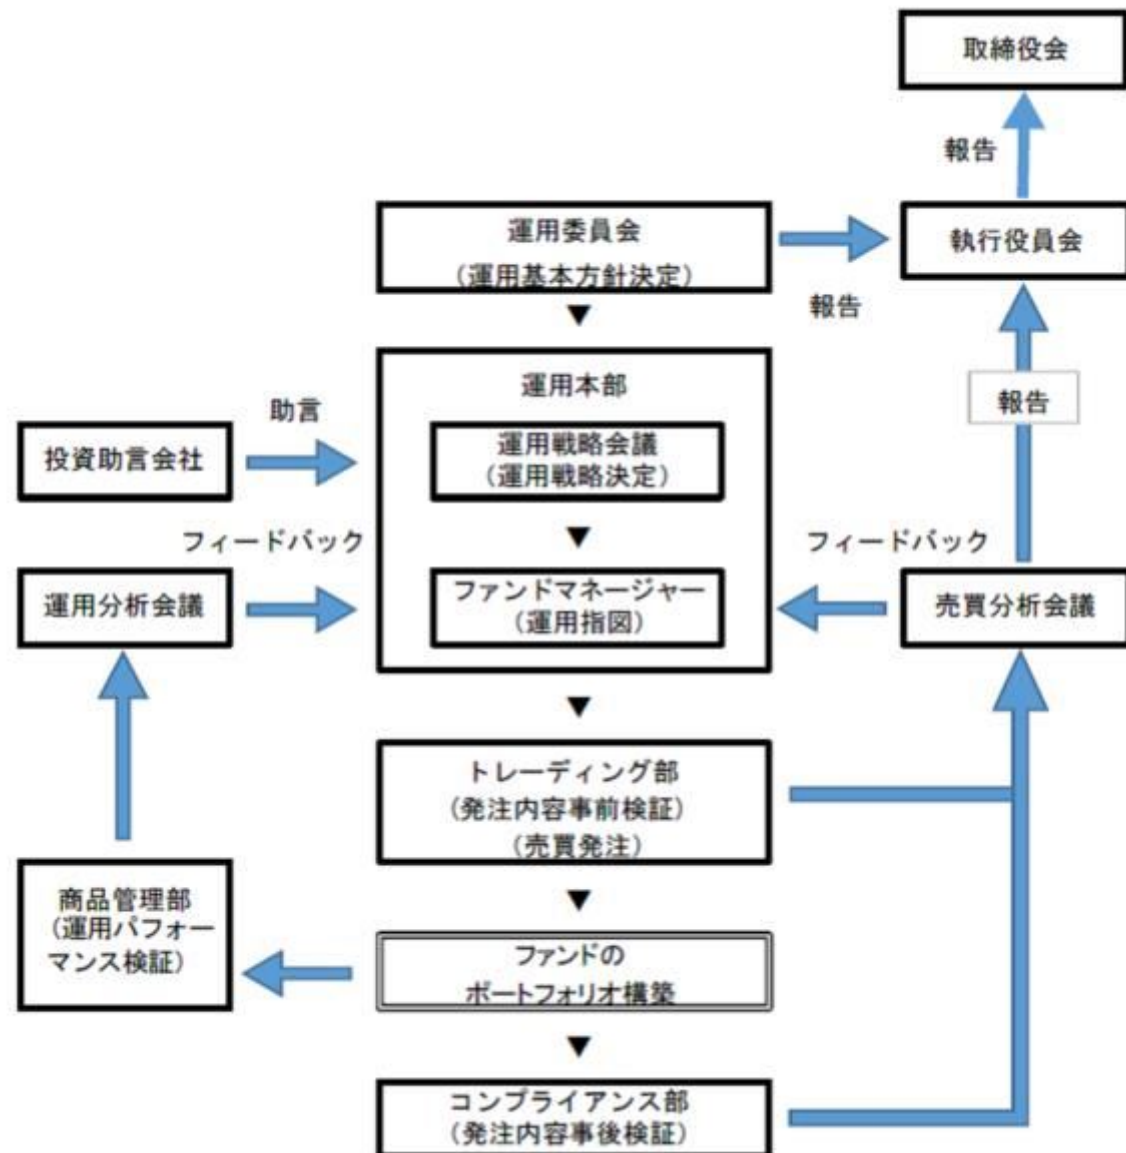 取締役会
報告
運用委員会
（運用基本方針決定）
執行役員会
報告
▼
運用本部
報告
助言
投資助言会社
運用戦略会議
（運用戦略決定）
▼
フィードバック
フィードバック
運用分析会議
ファンドマネージャー
（運用指図）
売買分析会議
▼
トレーディング部
（発注内容事前検証）
（売買発注）
▼
商品管理部
（運用パフォー
マンス検証）
ファンドの
ポートフォリオ構築
▼
コンプライアンス部
（発注内容事後検証）